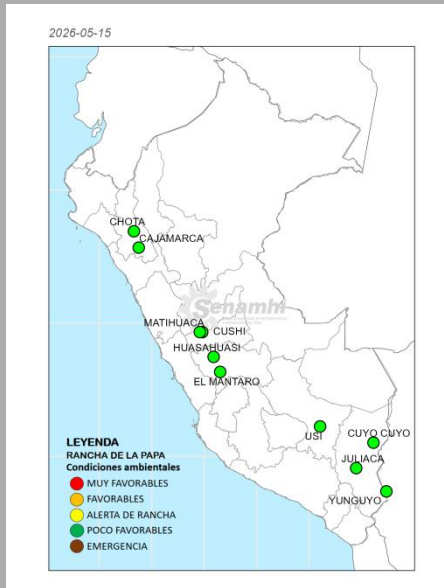 2026-05-15
CHOTA
CAJAMARCA
Senamhi
MATIHUACA
CUSHI
HUASAHUASI
EL MANTARO
USI
CUYO CUYO
JULIACA
YUNGUYO
LEYENDA
RANCHA DE LA PAPA
Condiciones ambientales
MUY FAVORABLES
FAVORABLES
ALERTA DE RANCHA
POCO FAVORABLES
EMERGENCIA